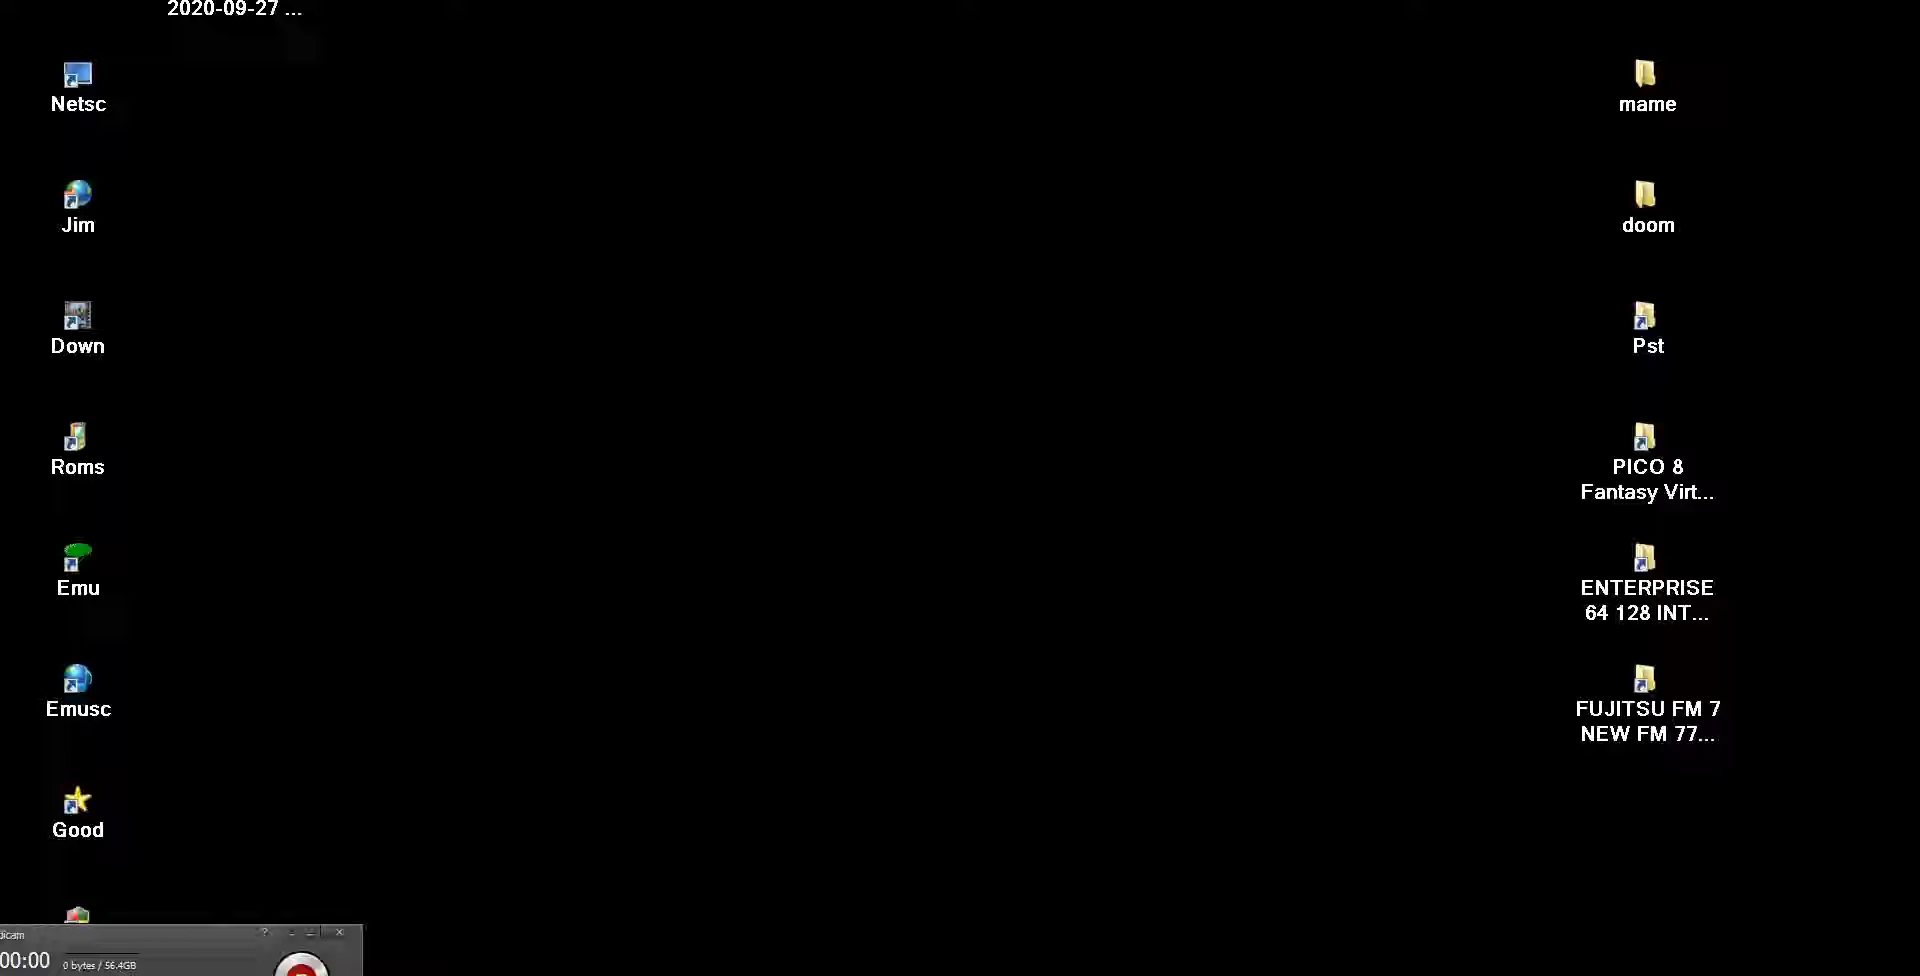 2020-09-27 ...
Netsc
mame
Jim
doom
Down
Pst
Roms
PICO 8
Fantasy Virt...
Emu
ENTERPRISE
64 128 INT...
Emusc
FUJITSU FM 7
NEW FM 77...
Good
dicam
00:00
0 bytes / 56.4GB